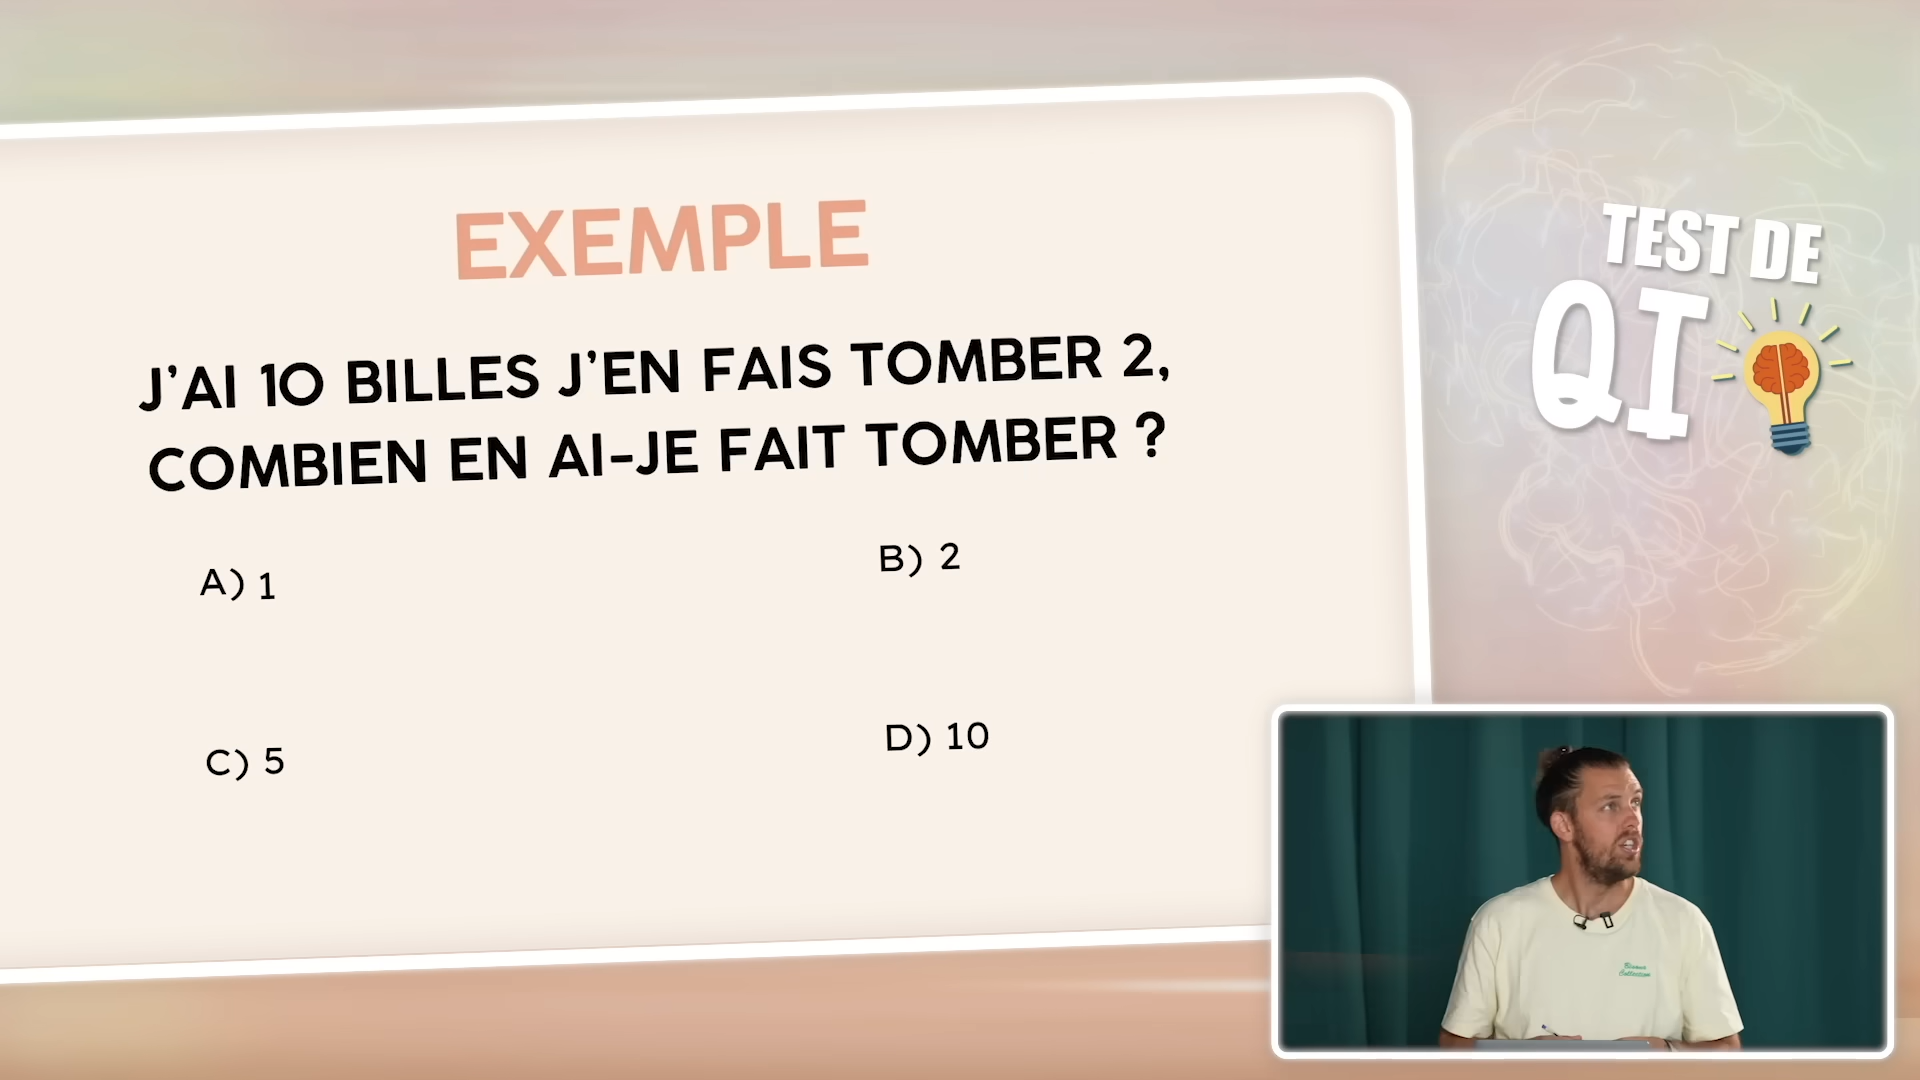 EXEMPLE
J'AI 10 BILLES J'EN FAIS TOMBER 2,
COMBIEN EN AI-JE FAIT TOMBER ?
A) 1
B) 2
C) 5
D) 10
TEST DE
QI